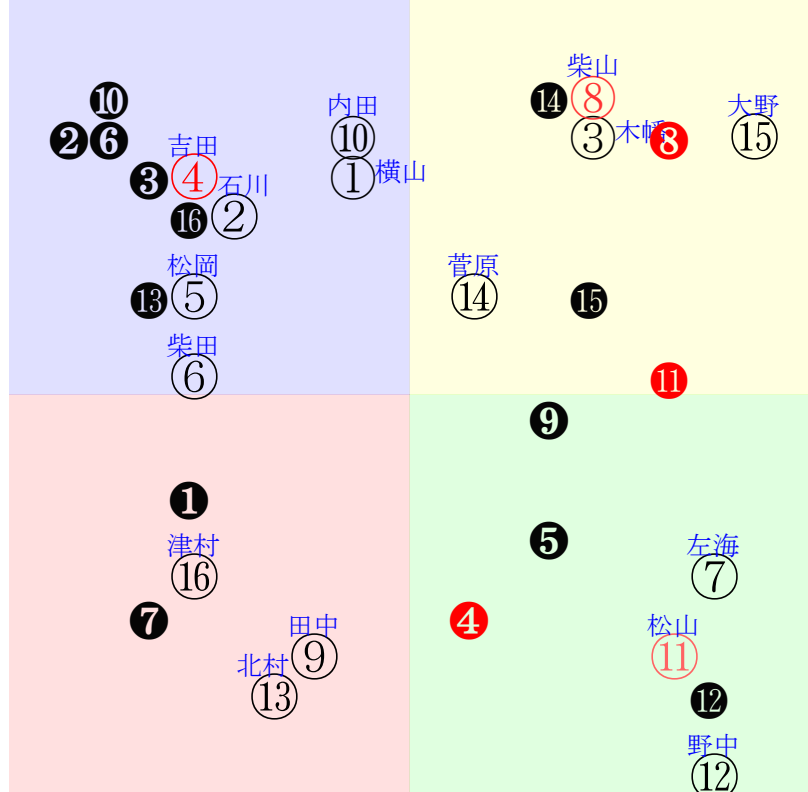 柴山
❿ 内田 ⓮ ⑧ 大野
❷ ❻ 吉田 ⑩ ③ 木幡 ❽ ⑮
❸ ④ 石川 ① 横山
⓰ ②
松岡 菅原
⓭ ⑤ ⑭ ⓯
柴田
⑥ ⓫
❾
❶
津村 ❺ 左海
⑯ ⑦
❼ 田中 ❹ 松山
北村 ⑨ ⑪
⑬ ⓬
野中
⑫